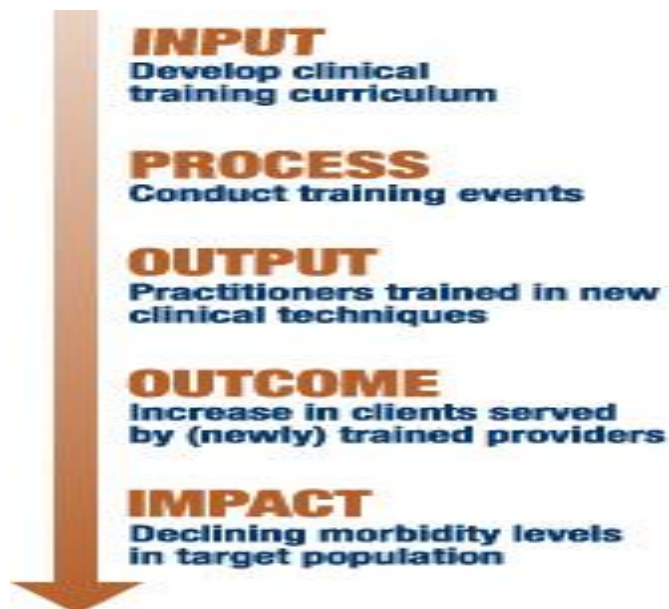 INPUT
Develop clinical
training curriculum
PROCESS
Conduct training events
OUTPUT
Practitioners trained in new
clinical techniques
OUTCOME
Increase in clients served
by (newly) trained providers
IMPACT
Declining morbidity levels
in target population